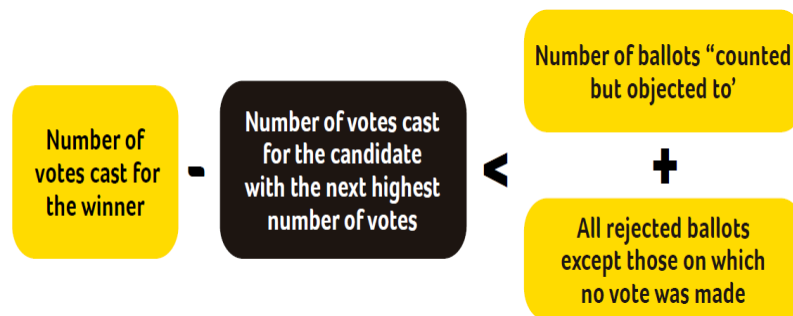 Number of
votes cast for
the winner
-
Number of votes cast
for the candidate
with the next highest
number of votes
<
Number of ballots “counted
but objected to’
+
All rejected ballots
except those on which
no vote was made